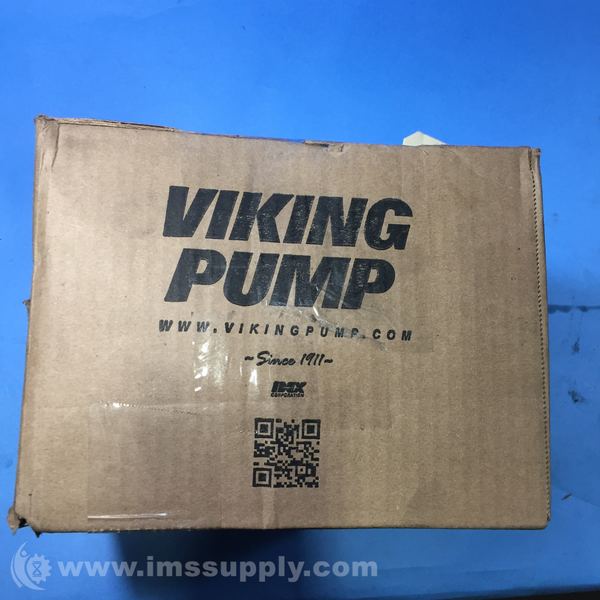 VIKING
PUMP
WWW.VIKINGPUMP.COM
~Since 1911~
IDEX
CORPORATION
www.imssupply.com